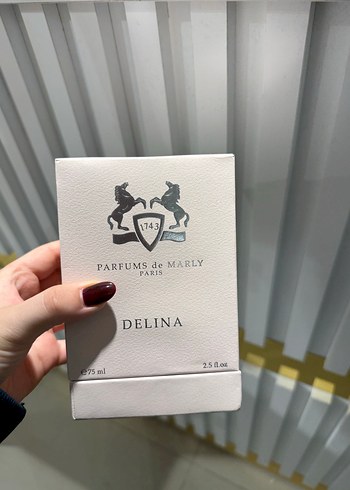 1743
PARFUMS de MARLY
PARIS
DELINA
℮75 ml 2.5 fl.oz